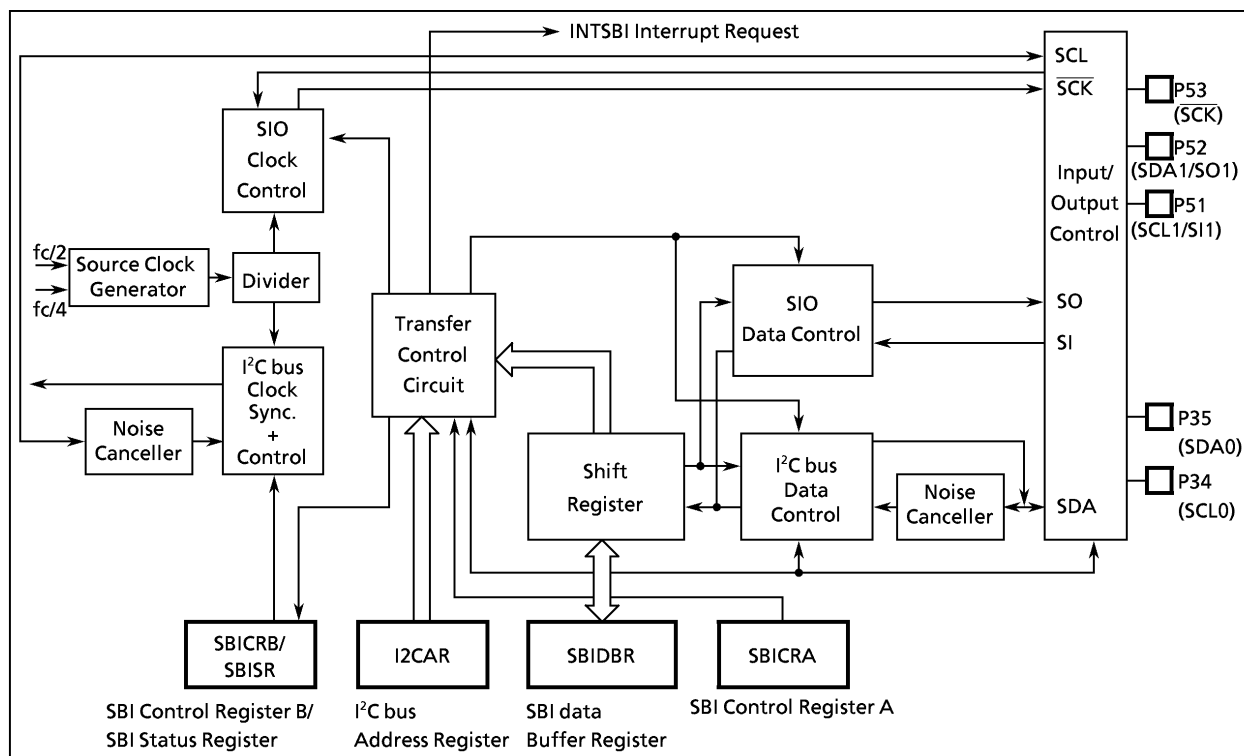 INTSBI Interrupt Request
SCL
SCK
P53
(SCK)
SIO
Clock
Control
P52
(SDA1/SO1)
Input/
Output
Control
P51
(SCL1/SI1)
fc/2
Source Clock
Generator
fc/4
Divider
Transfer
Control
Circuit
SIO
Data Control
SO
SI
I²C bus
Clock
Sync.
+
Control
Noise
Canceller
Shift
Register
I²C bus
Data
Control
Noise
Canceller
SDA
P35
(SDA0)
P34
(SCL0)
SBICRB/
SBISR
I2CAR
SBIDBR
SBICRA
SBI Control Register B/
SBI Status Register
I²C bus
Address Register
SBI data
Buffer Register
SBI Control Register A